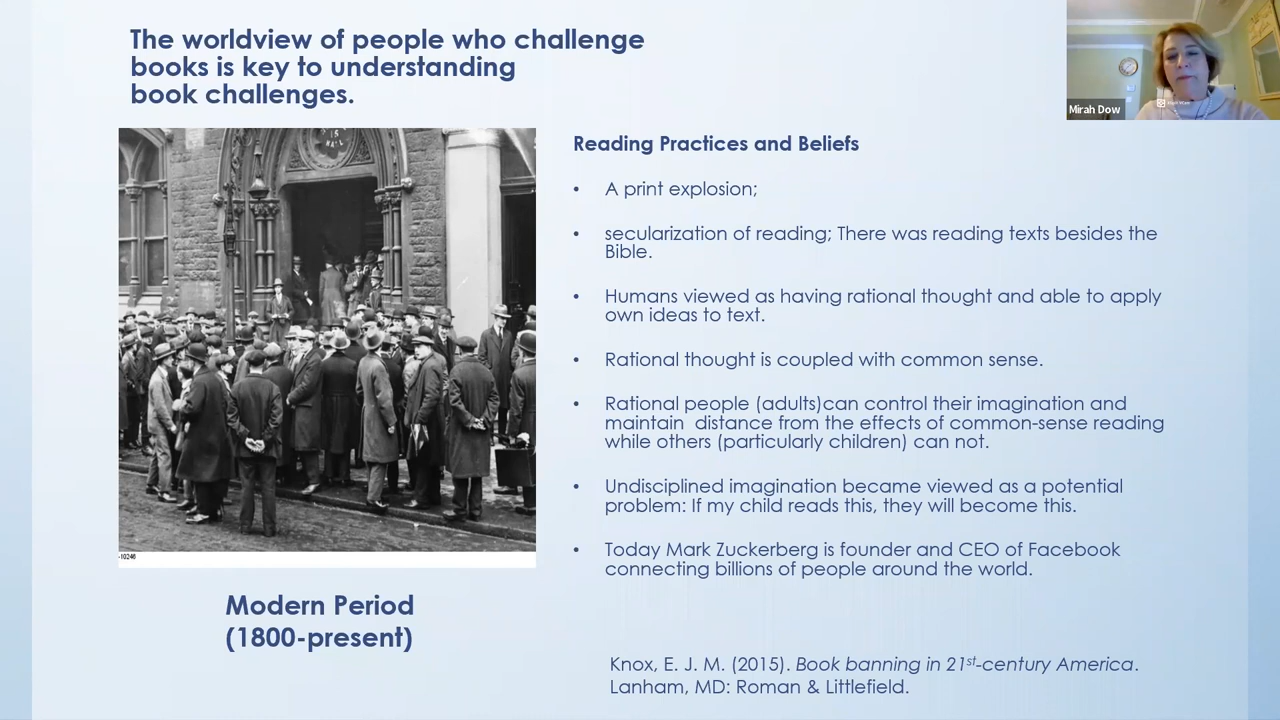 The worldview of people who challenge
books is key to understanding
book challenges.
Mirah Dow
Reading Practices and Beliefs
• A print explosion;
• secularization of reading; There was reading texts besides the
Bible.
• Humans viewed as having rational thought and able to apply
own ideas to text.
• Rational thought is coupled with common sense.
• Rational people (adults)can control their imagination and
maintain  distance from the effects of common-sense reading
while others (particularly children) can not.
• Undisciplined imagination became viewed as a potential
problem: If my child reads this, they will become this.
• Today Mark Zuckerberg is founder and CEO of Facebook
connecting billions of people around the world.
-10246
Modern Period
(1800-present)
Knox, E. J. M. (2015). Book banning in 21st-century America.
Lanham, MD: Roman & Littlefield.